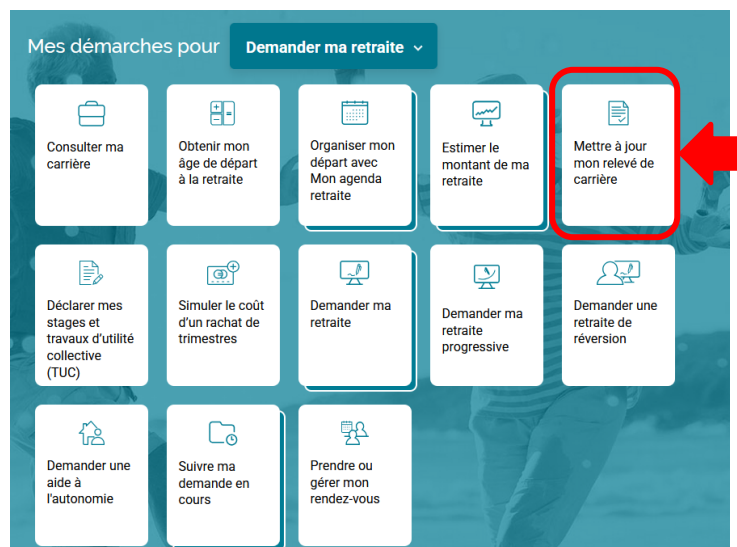 Mes démarches pour
Demander ma retraite
Consulter ma
carrière
Obtenir mon
âge de départ
à la retraite
Organiser mon
départ avec
Mon agenda
retraite
Estimer le
montant de ma
retraite
Mettre à jour
mon relevé de
carrière
Déclarer mes
stages et
travaux d'utilité
collective
(TUC)
Simuler le coût
d'un rachat de
trimestres
Demander ma
retraite
Demander ma
retraite
progressive
Demander une
retraite de
réversion
Demander une
aide à
l'autonomie
Suivre ma
demande en
cours
Prendre ou
gérer mon
rendez-vous